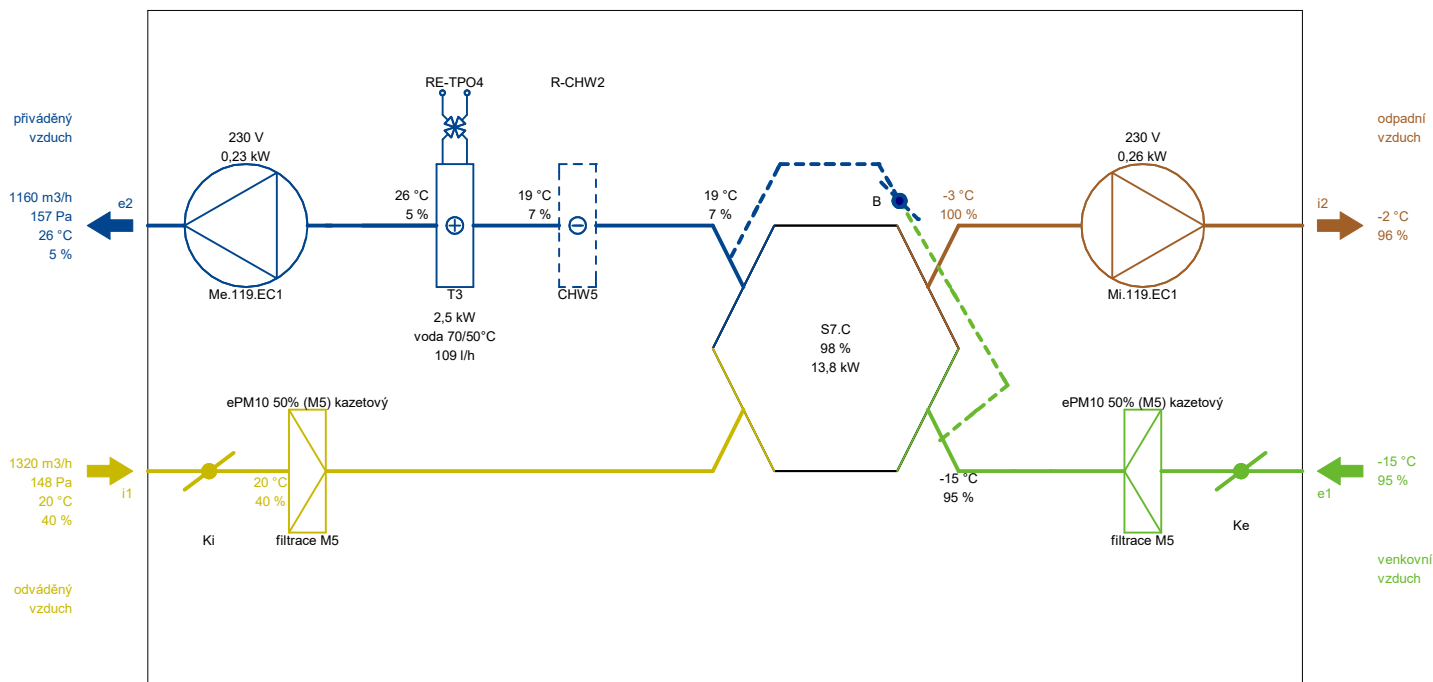 RE-TPO4
R-CHW2
přiváděný
vzduch
230 V
0,23 kW
230 V
0,26 kW
odpadní
vzduch
1160 m3/h
157 Pa
26 °C
5 %
e2
26 °C
5 %
19 °C
7 %
19 °C
7 %
B
-3 °C
100 %
i2
-2 °C
96 %
Me.119.EC1
T3
CHW5
Mi.119.EC1
2,5 kW
voda 70/50°C
109 l/h
S7.C
98 %
13,8 kW
ePM10 50% (M5) kazetový
ePM10 50% (M5) kazetový
1320 m3/h
148 Pa
20 °C
40 %
i1
20 °C
40 %
-15 °C
95 %
e1
-15 °C
95 %
Ki
filtrace M5
filtrace M5
Ke
odváděný
vzduch
venkovní
vzduch